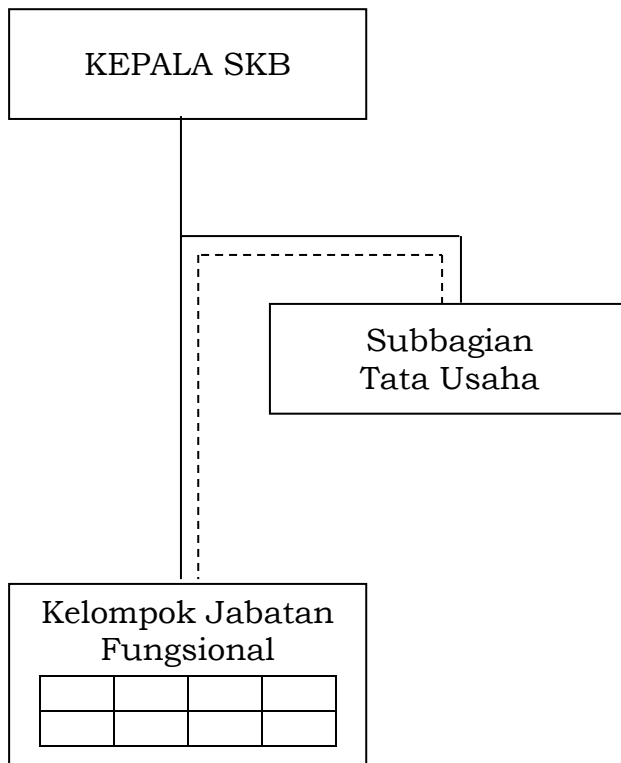 KEPALA SKB
Subbagian
Tata Usaha
Kelompok Jabatan
Fungsional